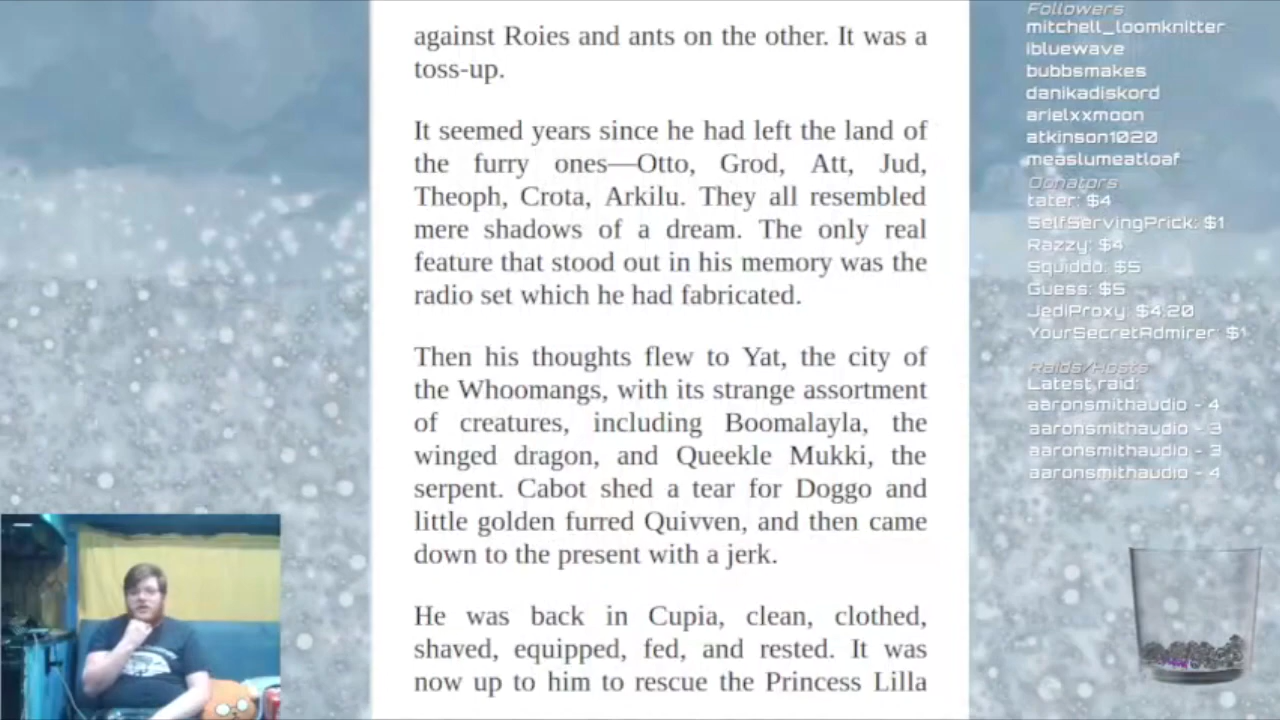 against Roies and ants on the other. It was a
toss-up.
It seemed years since he had left the land of
the furry ones—Otto, Grod, Att, Jud,
Theoph, Crota, Arkilu. They all resembled
mere shadows of a dream. The only real
feature that stood out in his memory was the
radio set which he had fabricated.
Then his thoughts flew to Yat, the city of
the Whoomangs, with its strange assortment
of creatures, including Boomalayla, the
winged dragon, and Queekle Mukki, the
serpent. Cabot shed a tear for Doggo and
little golden furred Quivven, and then came
down to the present with a jerk.
He was back in Cupia, clean, clothed,
shaved, equipped, fed, and rested. It was
now up to him to rescue the Princess Lilla
Followers
mitchell_loomknitter
ibluewave
bubbsmakes
danikadiskord
arielxxmoon
atkinson1020
measlymeatloaf
Donators
tater: $4
SelfServingPrick: $1
Razzy: $4
Squiddo: $5
Guess: $5
JediProxy: $4.20
YourSecretAdmirer: $1
Raids/Hosts
Latest raid:
aaronsmithaudio - 4
aaronsmithaudio - 3
aaronsmithaudio - 3
aaronsmithaudio - 4